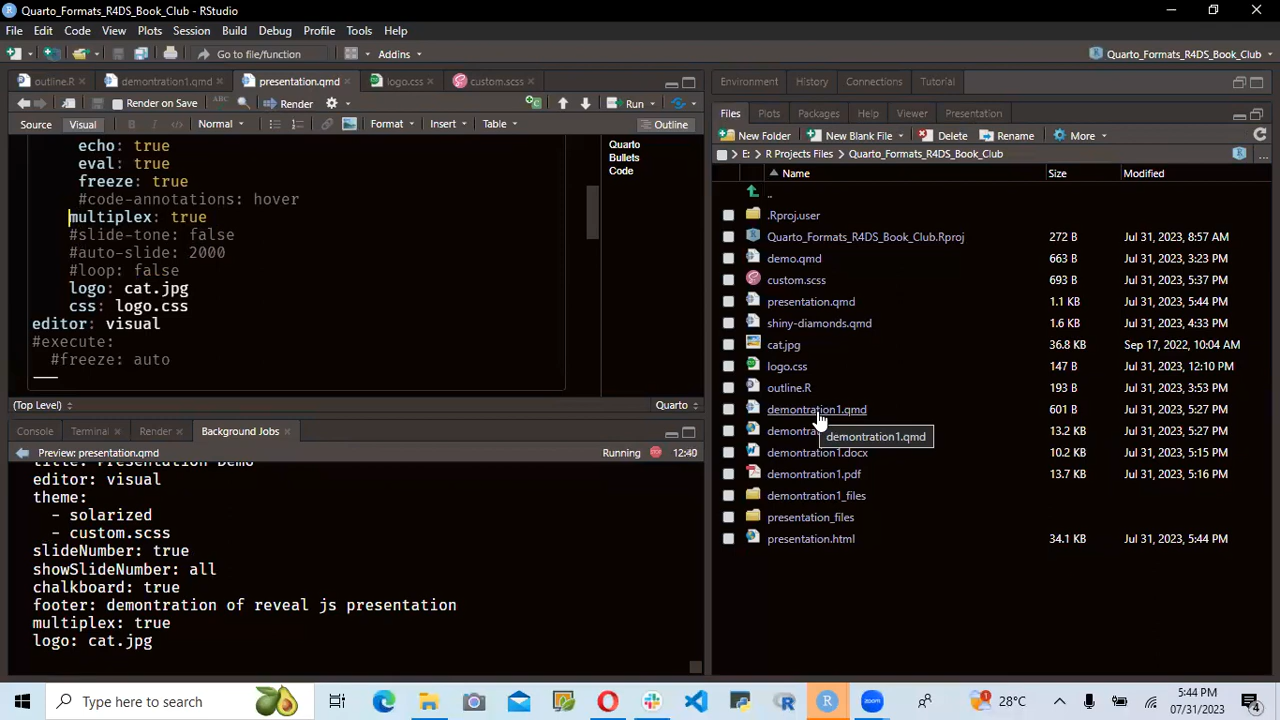 Quarto_Formats_R4DS_Book_Club - RStudio
File Edit Code View Plots Session Build Debug Profile Tools Help
Go to file/function Addins Quarto_Formats_R4DS_Book_Club
outline.R demontration1.qmd presentation.qmd logo.css custom.scss
Render on Save ABC Render Run
Source Visual B I Normal Format Insert Table Outline
echo: true
eval: true
freeze: true
#code-annotations: hover
multiplex: true
#slide-tone: false
#auto-slide: 2000
#loop: false
logo: cat.jpg
css: logo.css
editor: visual
#execute:
#freeze: auto
Quarto
Bullets
Code
(Top Level) Quarto
Console Terminal Render Background Jobs
Preview: presentation.qmd Running 12:40
title: Presentation Demo
editor: visual
theme:
- solarized
- custom.scss
slideNumber: true
showSlideNumber: all
chalkboard: true
footer: demontration of reveal js presentation
multiplex: true
logo: cat.jpg
Environment History Connections Tutorial
Files Plots Packages Help Viewer Presentation
New Folder New Blank File Delete Rename More
E: R Projects Files Quarto_Formats_R4DS_Book_Club
Name Size Modified
..
.Rproj.user
Quarto_Formats_R4DS_Book_Club.Rproj 272 B Jul 31, 2023, 8:57 AM
demo.qmd 663 B Jul 31, 2023, 3:23 PM
custom.scss 693 B Jul 31, 2023, 5:37 PM
presentation.qmd 1.1 KB Jul 31, 2023, 5:44 PM
shiny-diamonds.qmd 1.6 KB Jul 31, 2023, 4:33 PM
cat.jpg 36.8 KB Sep 17, 2022, 10:04 AM
logo.css 147 B Jul 31, 2023, 12:10 PM
outline.R 193 B Jul 31, 2023, 3:53 PM
demontration1.qmd 601 B Jul 31, 2023, 5:27 PM
demontra 13.2 KB Jul 31, 2023, 5:27 PM
demontration1.qmd
demontration1.docx 10.2 KB Jul 31, 2023, 5:15 PM
demontration1.pdf 13.7 KB Jul 31, 2023, 5:16 PM
demontration1_files
presentation_files
presentation.html 34.1 KB Jul 31, 2023, 5:44 PM
Type here to search
28°C
5:44 PM
07/31/2023
4